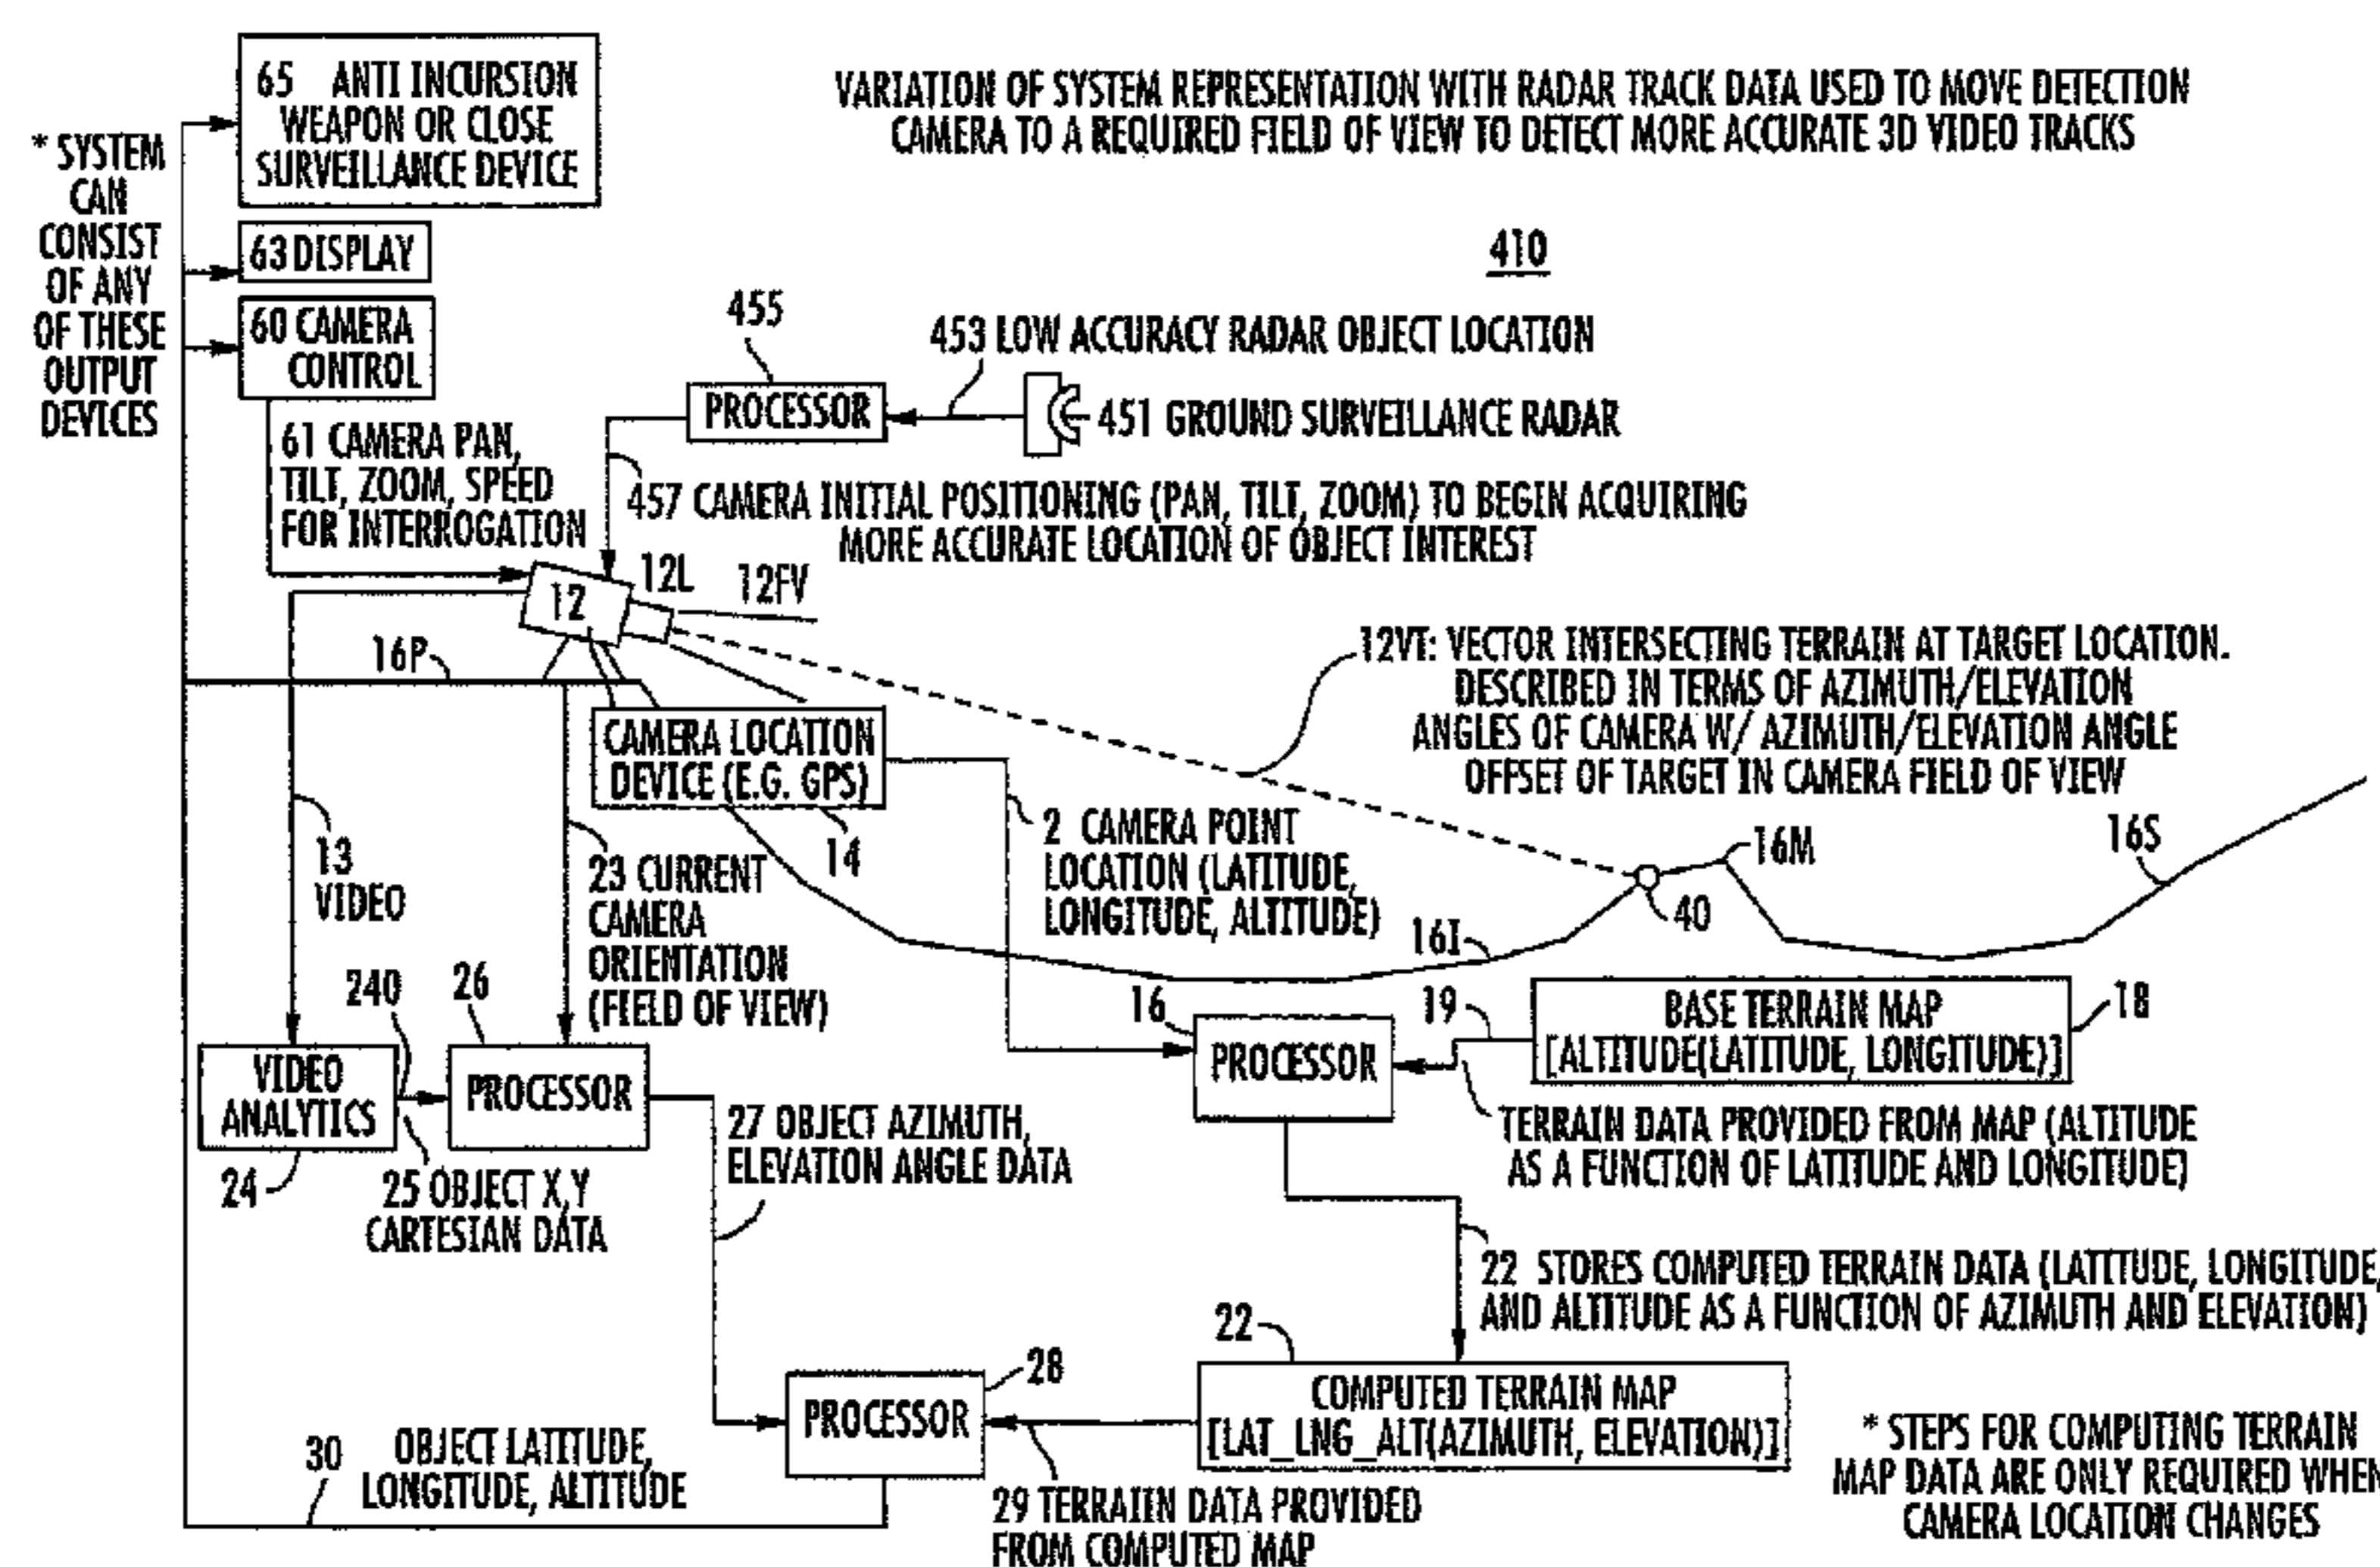 65 ANTI INCURSION
WEAPON OR CLOSE
SURVEILLANCE DEVICE
VARIATION OF SYSTEM REPRESENTATION WITH RADAR TRACK DATA USED TO MOVE DETECTION
CAMERA TO A REQUIRED FIELD OF VIEW TO DETECT MORE ACCURATE 3D VIDEO TRACKS
* SYSTEM
CAN
CONSIST
OF ANY
OF THESE
OUTPUT
DEVICES
63 DISPLAY
410
60 CAMERA
CONTROL
455
453 LOW ACCURACY RADAR OBJECT LOCATION
PROCESSOR
451 GROUND SURVEILLANCE RADAR
61 CAMERA PAN,
TILT, ZOOM, SPEED
FOR INTERROGATION
457 CAMERA INITIAL POSITIONING (PAN, TILT, ZOOM) TO BEGIN ACQUIRING
MORE ACCURATE LOCATION OF OBJECT INTEREST
12
12L
12FV
16P
12VT: VECTOR INTERSECTING TERRAIN AT TARGET LOCATION.
DESCRIBED IN TERMS OF AZIMUTH/ELEVATION
ANGLES OF CAMERA W/ AZIMUTH/ELEVATION ANGLE
OFFSET OF TARGET IN CAMERA FIELD OF VIEW
CAMERA LOCATION
DEVICE (E.G. GPS)
14
2 CAMERA POINT
LOCATION (LATITUDE,
LONGITUDE, ALTITUDE)
16M
16S
40
16I
13
VIDEO
23 CURRENT
CAMERA
ORIENTATION
(FIELD OF VIEW)
240
26
16
19
BASE TERRAIN MAP
[ALTITUDE(LATITUDE, LONGITUDE)]
18
VIDEO
ANALYTICS
PROCESSOR
PROCESSOR
24
25 OBJECT X,Y
CARTESIAN DATA
27 OBJECT AZIMUTH,
ELEVATION ANGLE DATA
TERRAIN DATA PROVIDED FROM MAP (ALTITUDE
AS A FUNCTION OF LATITUDE AND LONGITUDE)
22 STORES COMPUTED TERRAIN DATA (LATITUDE, LONGITUDE,
AND ALTITUDE AS A FUNCTION OF AZIMUTH AND ELEVATION)
22
28
PROCESSOR
COMPUTED TERRAIN MAP
[LAT_LNG_ALT(AZIMUTH, ELEVATION)]
30 OBJECT LATITUDE,
LONGITUDE, ALTITUDE
29 TERRAIIN DATA PROVIDED
FROM COMPUTED MAP
* STEPS FOR COMPUTING TERRAIN
MAP DATA ARE ONLY REQUIRED WHEN
CAMERA LOCATION CHANGES